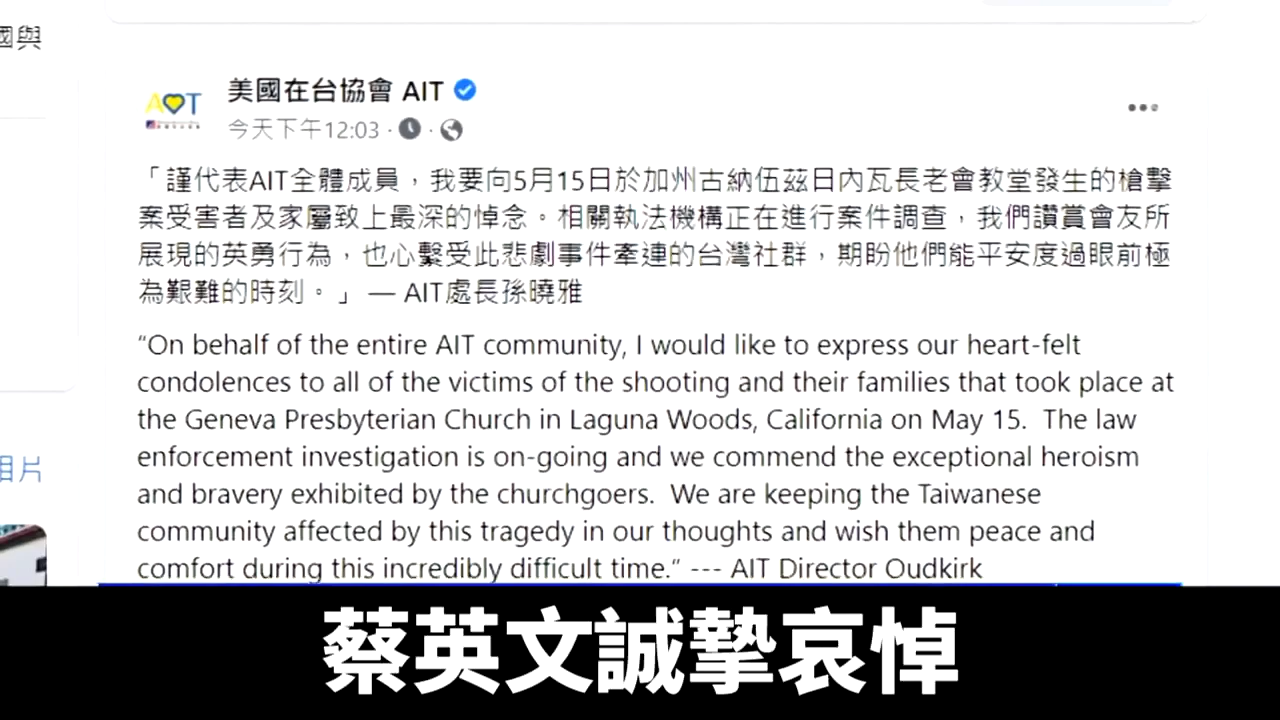 國與
美國在台協會 AIT
今天下午12:03 · ·
「謹代表AIT全體成員，我要向5月15日於加州古納伍茲日內瓦長老會教堂發生的槍擊
案受害者及家屬致上最深的悼念。相關執法機構正在進行案件調查，我們讚賞會友所
展現的英勇行為，也心繫受此悲劇事件牽連的台灣社群，期盼他們能平安度過眼前極
為艱難的時刻。」 — AIT處長孫曉雅
“On behalf of the entire AIT community, I would like to express our heart-felt
condolences to all of the victims of the shooting and their families that took place at
the Geneva Presbyterian Church in Laguna Woods, California on May 15.  The law
enforcement investigation is on-going and we commend the exceptional heroism
and bravery exhibited by the churchgoers.  We are keeping the Taiwanese
community affected by this tragedy in our thoughts and wish them peace and
comfort during this incredibly difficult time.” --- AIT Director Oudkirk
相片
蔡英文誠摯哀悼